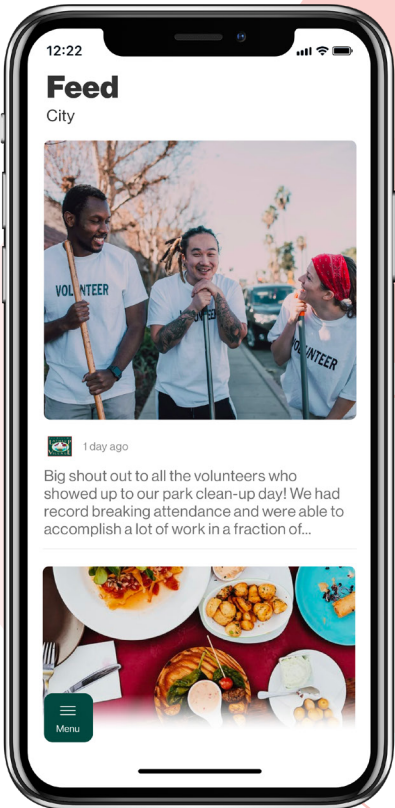 12:22
Feed
City
VOLUNTEER
VOLUNTEER
1 day ago
Big shout out to all the volunteers who
showed up to our park clean-up day! We had
record breaking attendance and were able to
accomplish a lot of work in a fraction of...
Menu